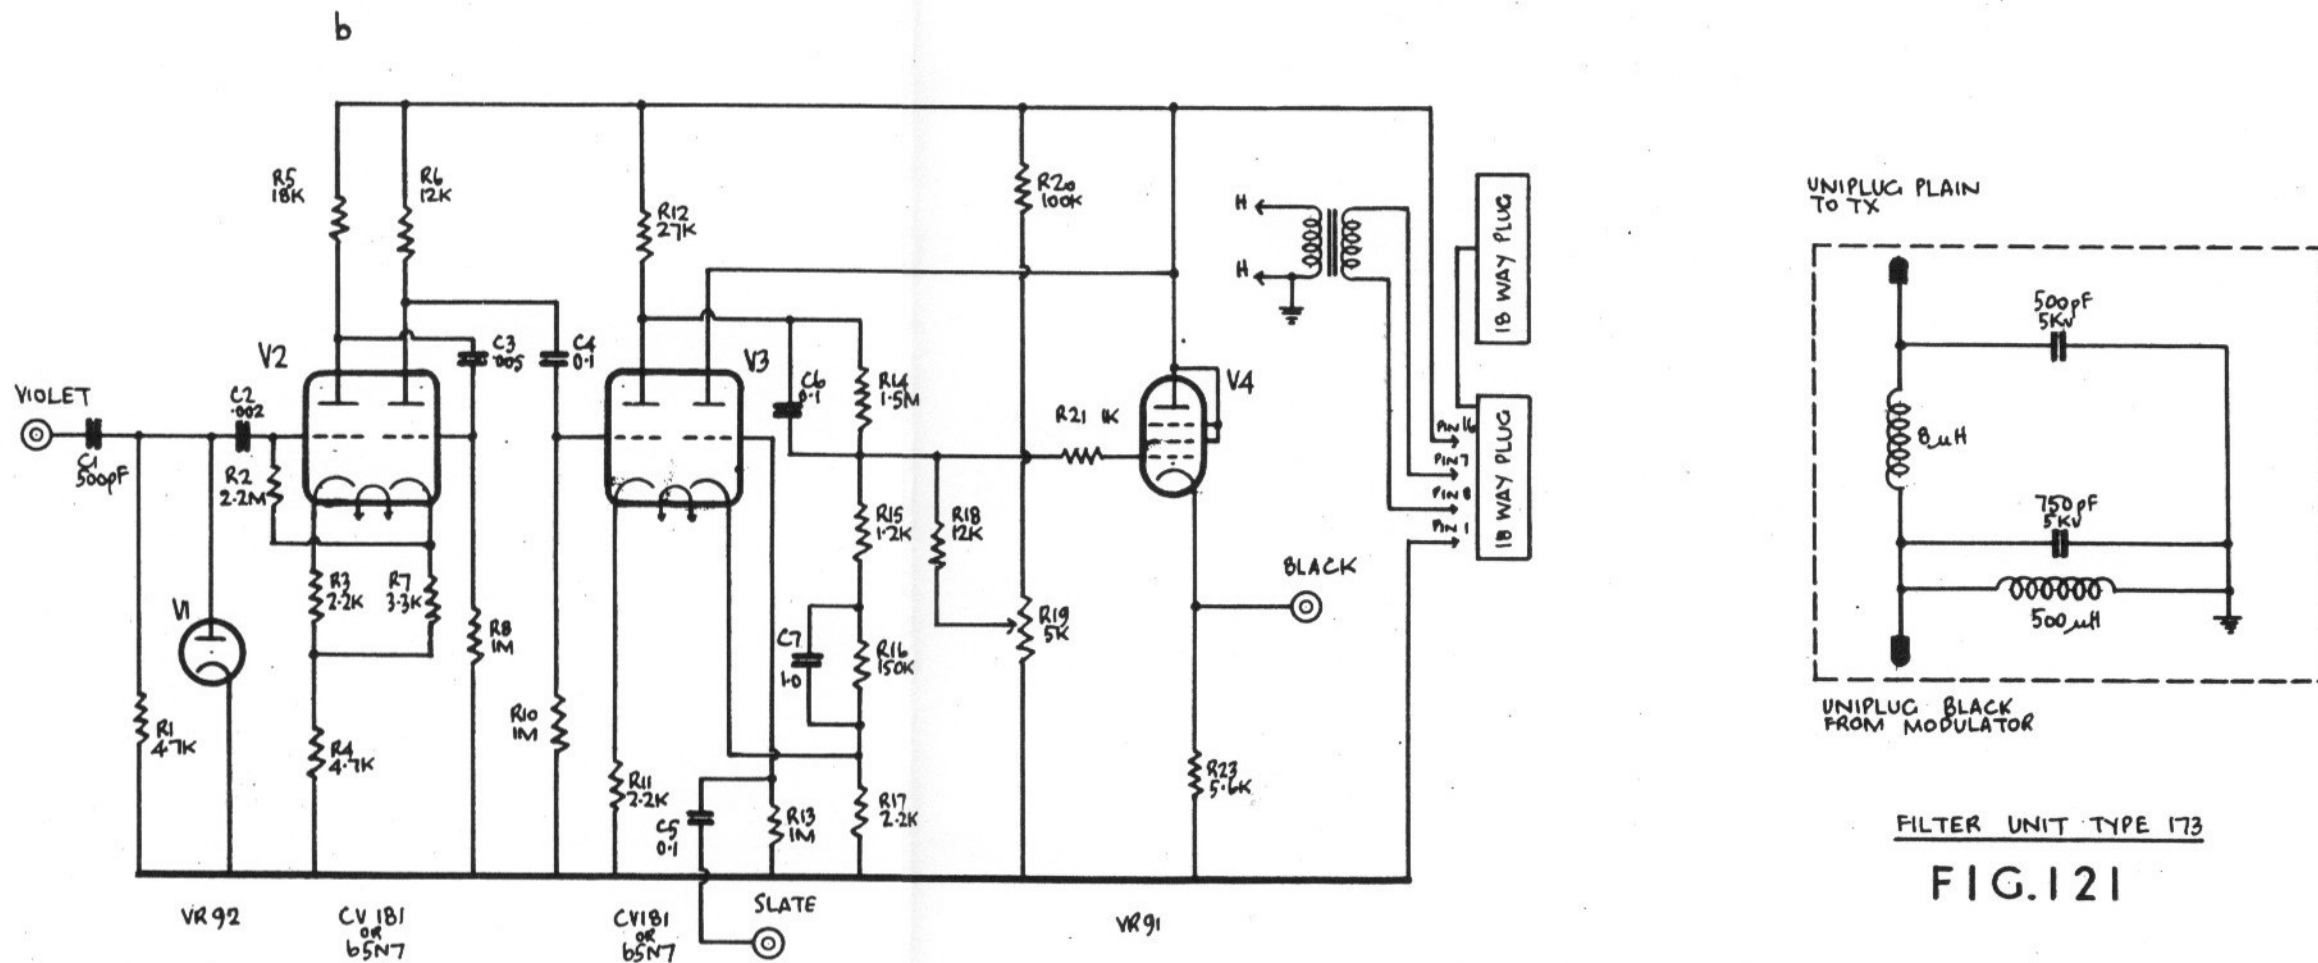 b
R5
18K
R6
12K
R12
27K
R20
100K
H
H
18 WAY PLUG
18 WAY PLUG
V2
C3
.005
C4
0.1
V3
C6
0.1
R14
1.5M
V4
VIOLET
C1
500pF
C2
.002
R2
2.2M
R21 1K
PIN 16
PIN 7
PIN 8
PIN 1
R15
1.2K
R18
12K
BLACK
V1
R3
2.2K
R7
3.3K
R8
1M
C7
1.0
R16
150K
R19
5K
R1
47K
R4
4.7K
R10
1M
R11
2.2K
C5
0.1
R13
1M
R17
2.2K
R23
5.6K
VR92
CV181
OR
6SN7
CV181
OR
6SN7
SLATE
VR91
UNIPLUG PLAIN
TO TX
500pF
5Kv
8µH
750pF
5Kv
500µH
UNIPLUG BLACK
FROM MODULATOR
FILTER UNIT TYPE 173
FIG.121